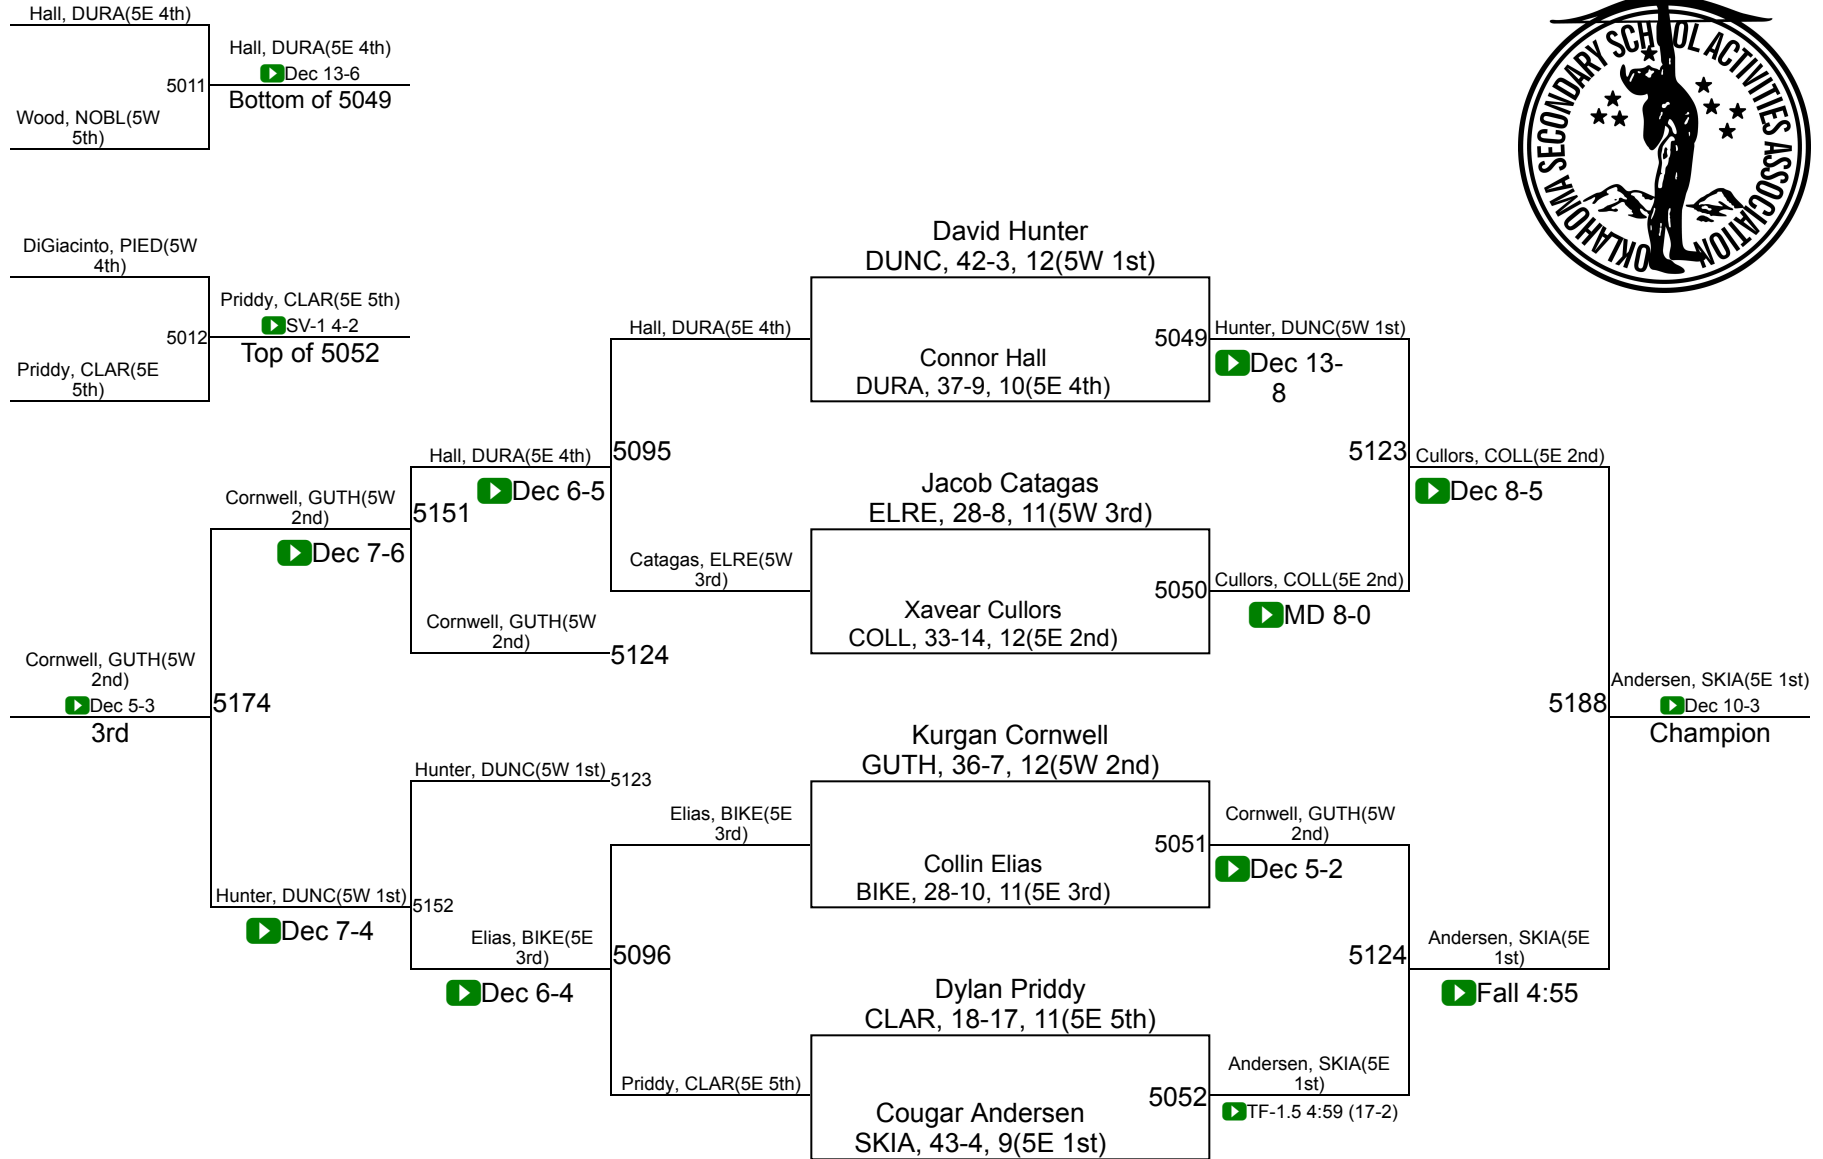 Hall, DURA(5E 4th)
Hall, DURA(5E 4th)
Dec 13-6
5011
Bottom of 5049
Wood, NOBL(5W
5th)
OKLAHOMA SECONDARY SCHOOL ACTIVITIES ASSOCIATION
DiGiacinto, PIED(5W
4th)
Priddy, CLAR(5E 5th)
SV-1 4-2
5012
Top of 5052
Priddy, CLAR(5E
5th)
David Hunter
DUNC, 42-3, 12(5W 1st)
Hall, DURA(5E 4th)
5049
Hunter, DUNC(5W 1st)
Connor Hall
DURA, 37-9, 10(5E 4th)
Dec 13-
8
Hall, DURA(5E 4th)
5095
5123
Cullors, COLL(5E 2nd)
Dec 6-5
Dec 8-5
Jacob Catagas
ELRE, 28-8, 11(5W 3rd)
Cornwell, GUTH(5W
2nd)
5151
Dec 7-6
Catagas, ELRE(5W
3rd)
5050
Cullors, COLL(5E 2nd)
Xavear Cullors
COLL, 33-14, 12(5E 2nd)
MD 8-0
Cornwell, GUTH(5W
2nd)
5124
Cornwell, GUTH(5W
2nd)
Dec 5-3
3rd
5174
5188
Andersen, SKIA(5E 1st)
Dec 10-3
Champion
Kurgan Cornwell
GUTH, 36-7, 12(5W 2nd)
Hunter, DUNC(5W 1st)
5123
Elias, BIKE(5E
3rd)
5051
Cornwell, GUTH(5W
2nd)
Collin Elias
BIKE, 28-10, 11(5E 3rd)
Dec 5-2
Hunter, DUNC(5W 1st)
5152
Dec 7-4
Elias, BIKE(5E
3rd)
5096
5124
Andersen, SKIA(5E
1st)
Dec 6-4
Fall 4:55
Dylan Priddy
CLAR, 18-17, 11(5E 5th)
Priddy, CLAR(5E 5th)
5052
Andersen, SKIA(5E
1st)
TF-1.5 4:59 (17-2)
Cougar Andersen
SKIA, 43-4, 9(5E 1st)